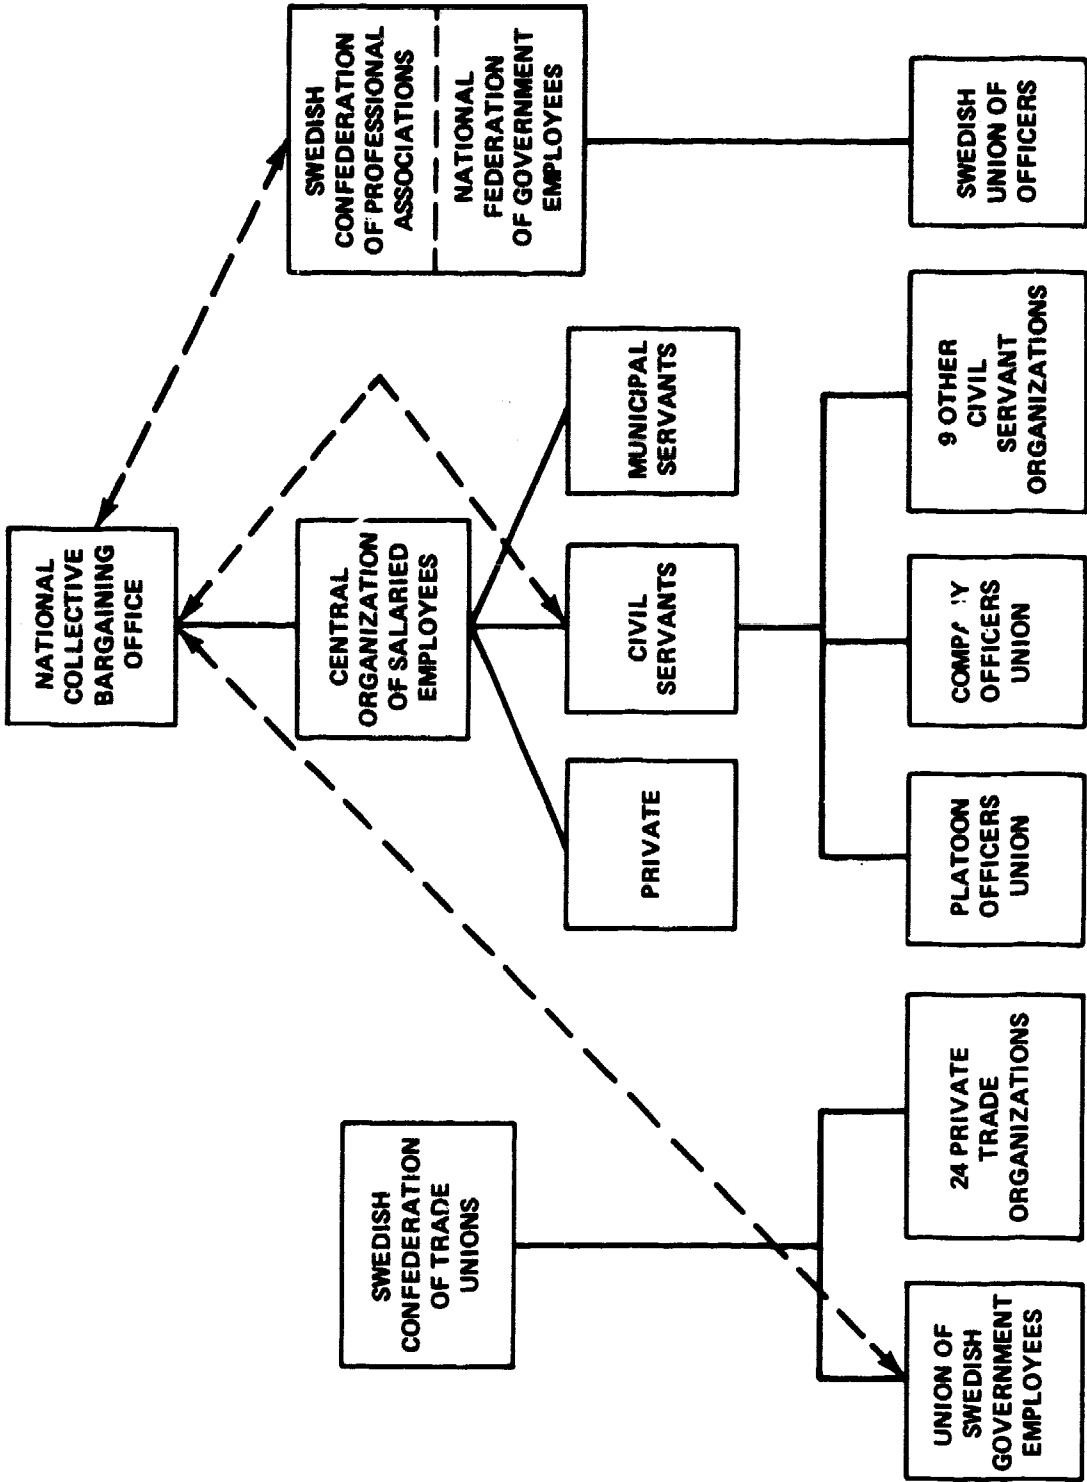 NATIONAL
COLLECTIVE
BARGAINING
OFFICE
SWEDISH
CONFEDERATION
OF TRADE
UNIONS
CENTRAL
ORGANIZATION
OF SALARIED
EMPLOYEES
SWEDISH
CONFEDERATION
OF PROFESSIONAL
ASSOCIATIONS
NATIONAL
FEDERATION
OF GOVERNMENT
EMPLOYEES
PRIVATE
CIVIL
SERVANTS
MUNICIPAL
SERVANTS
UNION OF
SWEDISH
GOVERNMENT
EMPLOYEES
24 PRIVATE
TRADE
ORGANIZATIONS
PLATOON
OFFICERS
UNION
COMPANY
OFFICERS
UNION
9 OTHER
CIVIL
SERVANT
ORGANIZATIONS
SWEDISH
UNION OF
OFFICERS